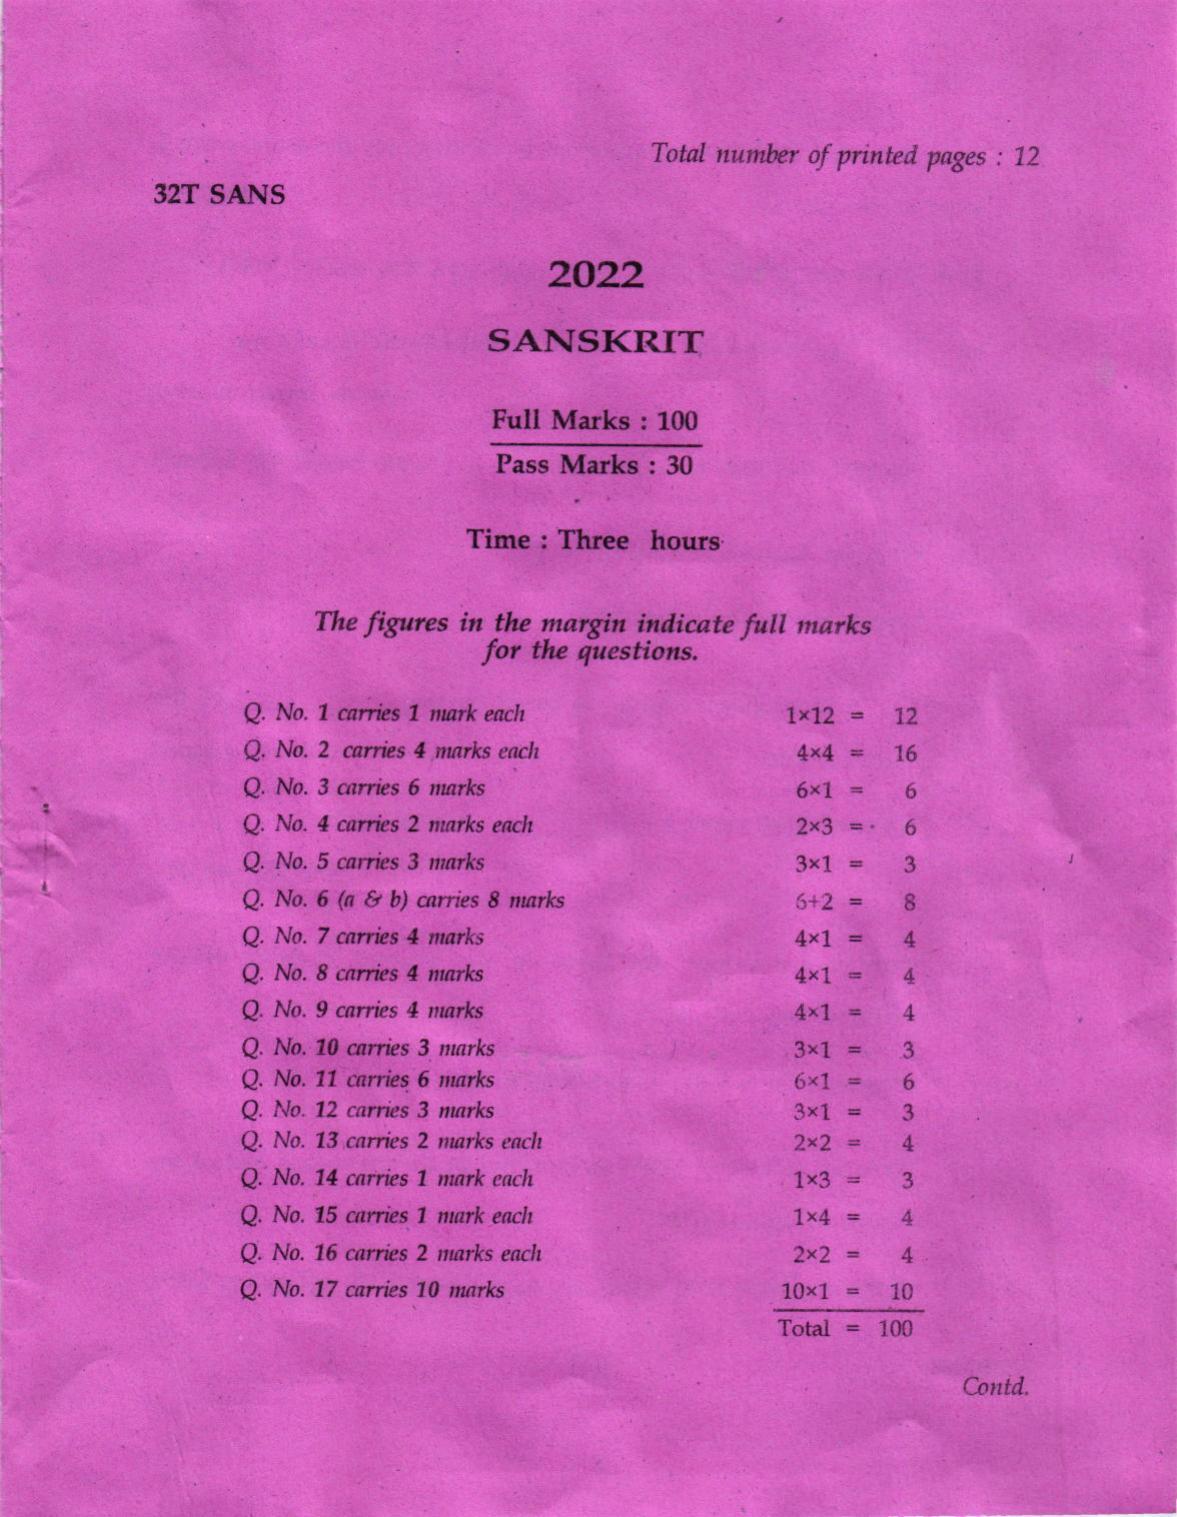 Total number of printed pages : 12
32T SANS
2022
SANSKRIT
Full Marks : 100
Pass Marks : 30
Time : Three hours
The figures in the margin indicate full marks
for the questions.
Q. No. 1 carries 1 mark each 1×12 = 12
Q. No. 2 carries 4 marks each 4×4 = 16
Q. No. 3 carries 6 marks 6×1 = 6
Q. No. 4 carries 2 marks each 2×3 = 6
Q. No. 5 carries 3 marks 3×1 = 3
Q. No. 6 (a & b) carries 8 marks 6+2 = 8
Q. No. 7 carries 4 marks 4×1 = 4
Q. No. 8 carries 4 marks 4×1 = 4
Q. No. 9 carries 4 marks 4×1 = 4
Q. No. 10 carries 3 marks 3×1 = 3
Q. No. 11 carries 6 marks 6×1 = 6
Q. No. 12 carries 3 marks 3×1 = 3
Q. No. 13 carries 2 marks each 2×2 = 4
Q. No. 14 carries 1 mark each 1×3 = 3
Q. No. 15 carries 1 mark each 1×4 = 4
Q. No. 16 carries 2 marks each 2×2 = 4
Q. No. 17 carries 10 marks 10×1 = 10
Total = 100
Contd.